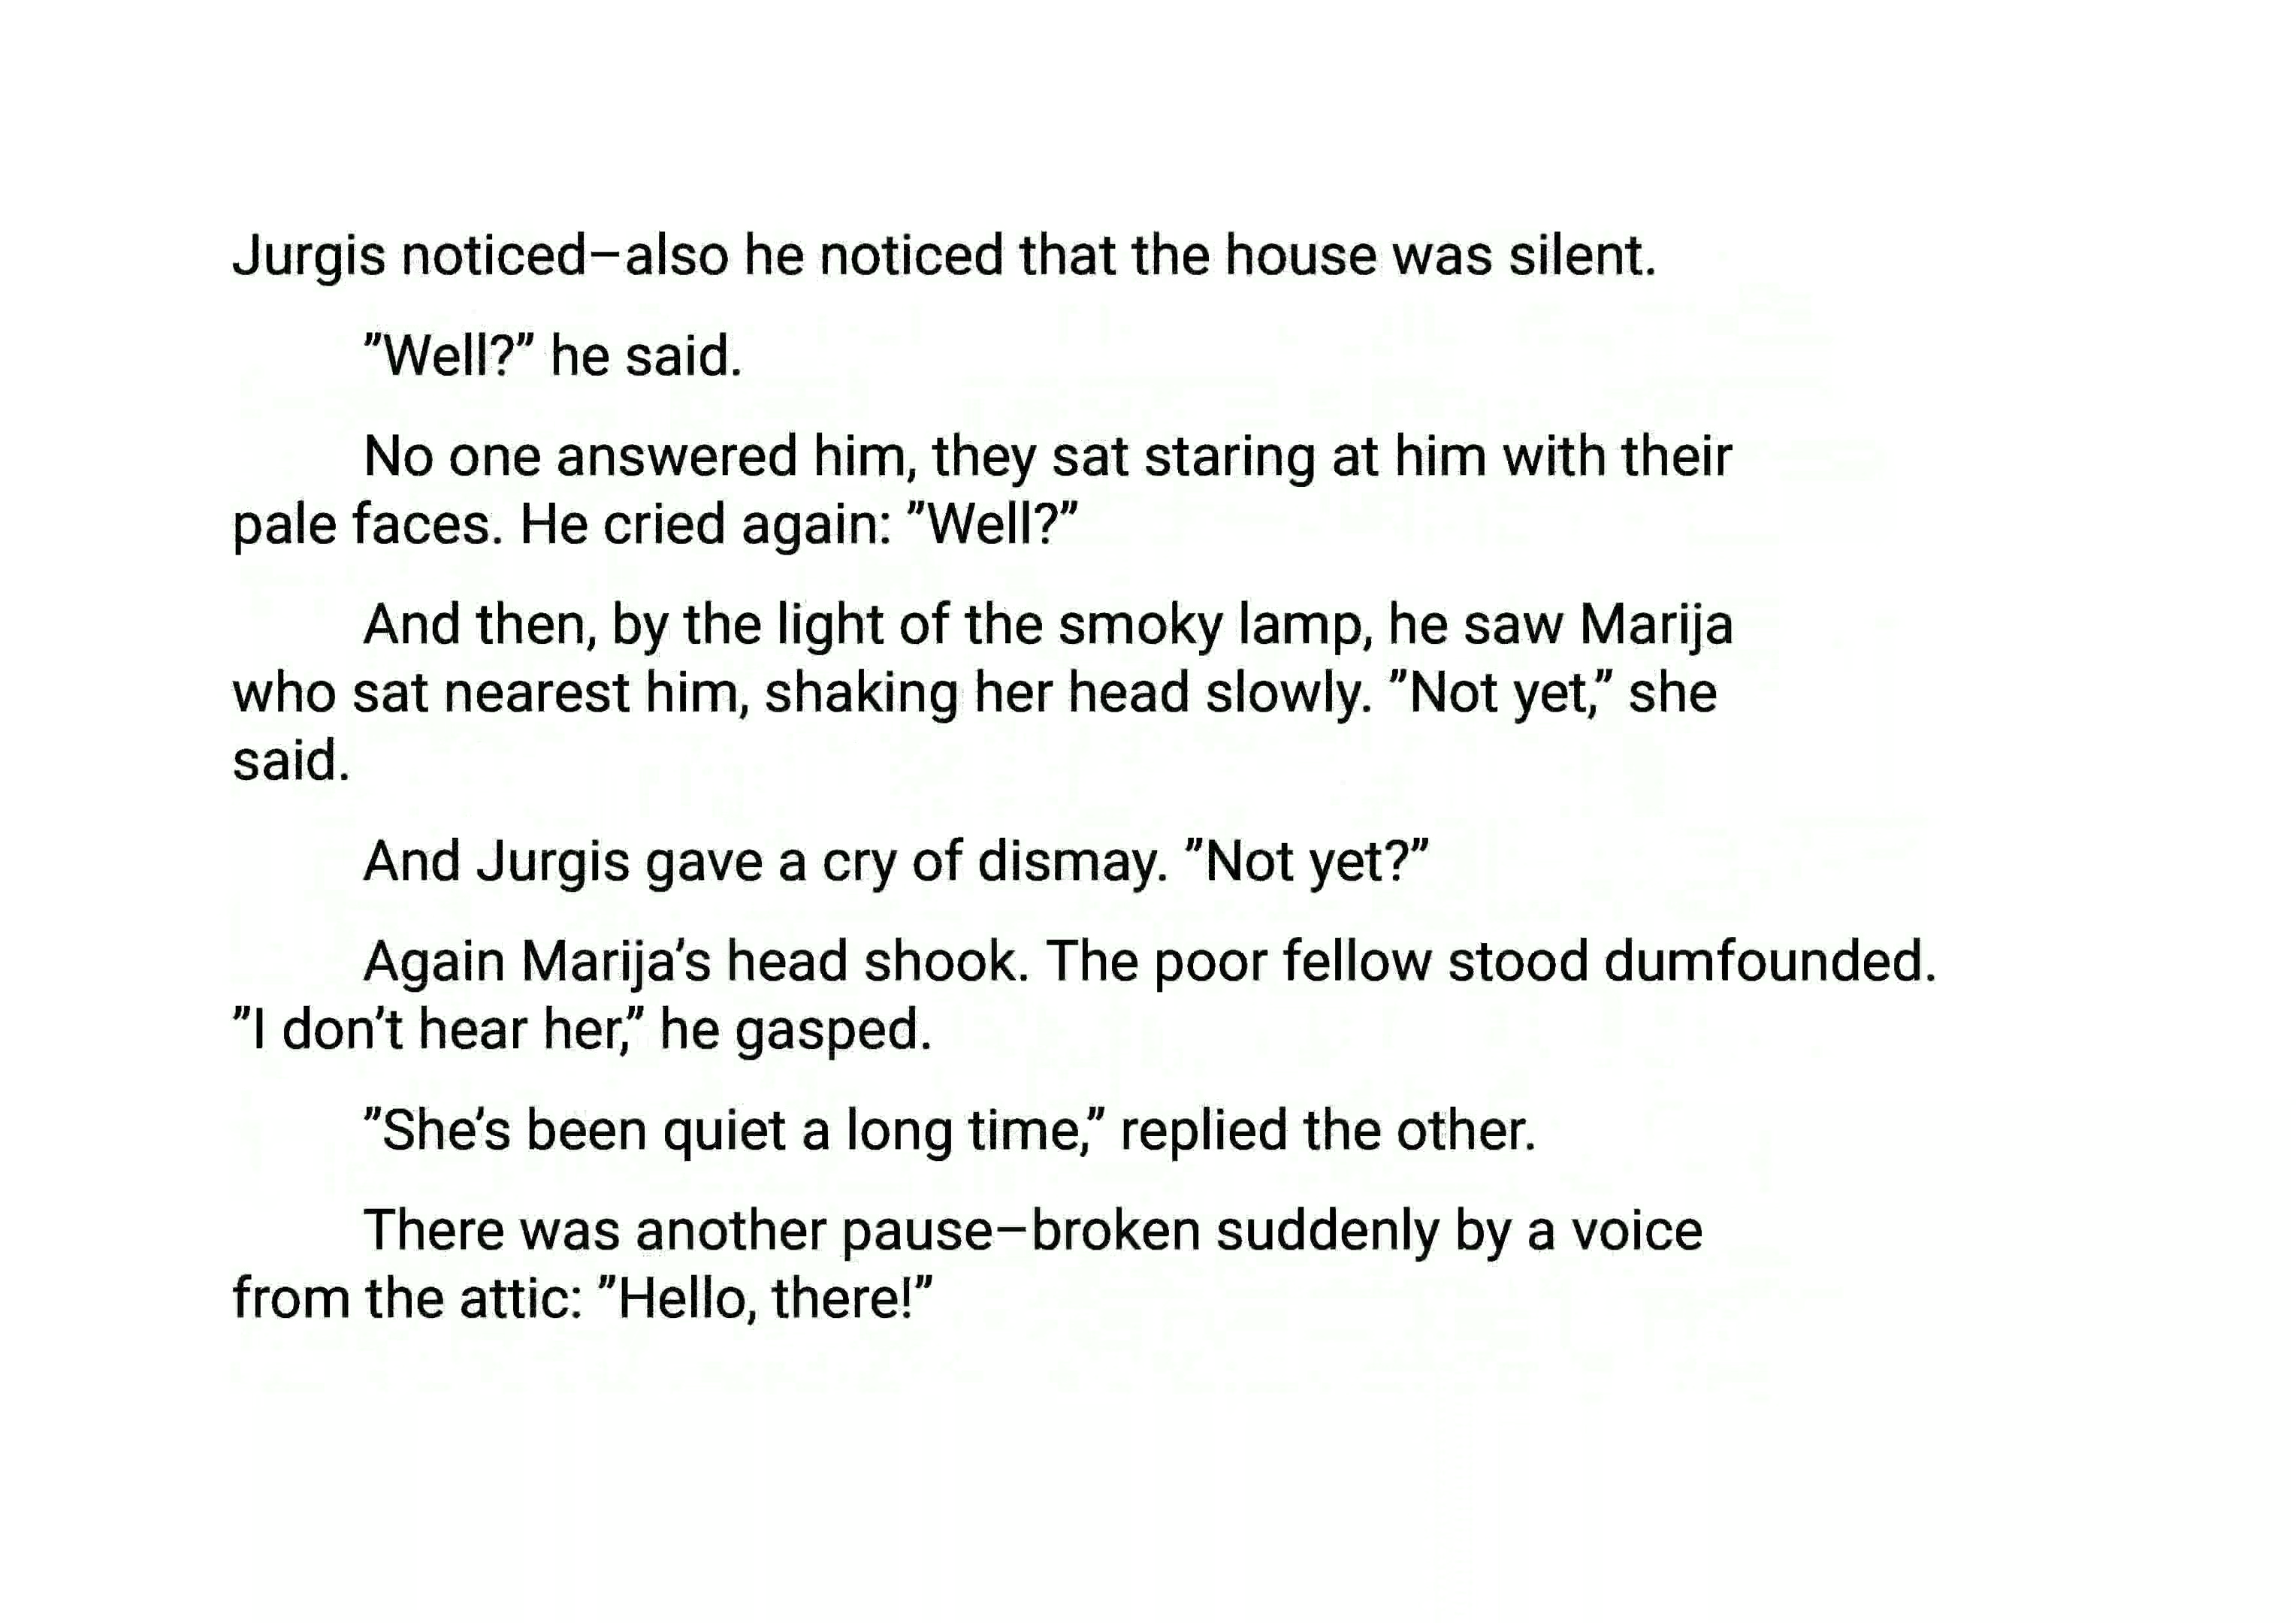 Jurgis noticed–also he noticed that the house was silent.
”Well?” he said.
No one answered him, they sat staring at him with their
pale faces. He cried again: ”Well?”
And then, by the light of the smoky lamp, he saw Marija
who sat nearest him, shaking her head slowly. ”Not yet,” she
said.
And Jurgis gave a cry of dismay. ”Not yet?”
Again Marija’s head shook. The poor fellow stood dumfounded.
”I don’t hear her,” he gasped.
”She’s been quiet a long time,” replied the other.
There was another pause–broken suddenly by a voice
from the attic: ”Hello, there!”